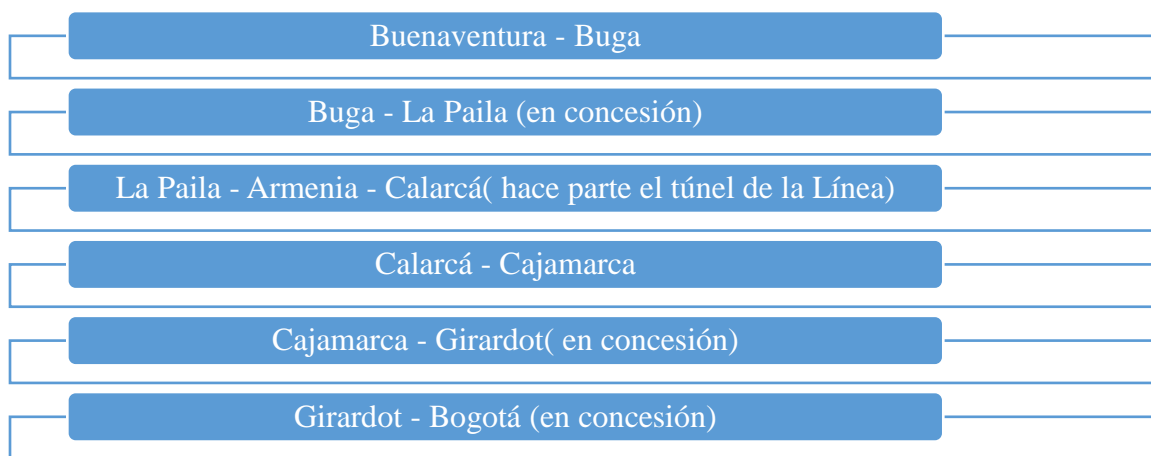 Buenaventura - Buga
Buga - La Paila (en concesión)
La Paila - Armenia - Calarcá( hace parte el túnel de la Línea)
Calarcá - Cajamarca
Cajamarca - Girardot( en concesión)
Girardot - Bogotá (en concesión)